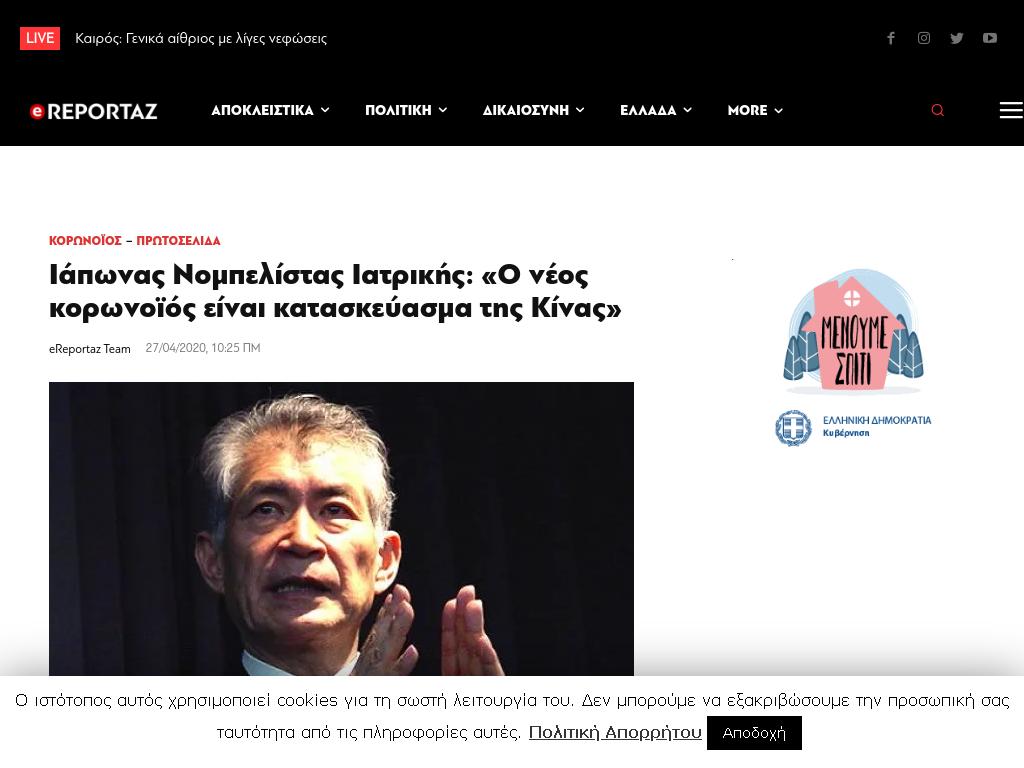 LIVE Καιρός: Γενικά αίθριος με λίγες νεφώσεις
eREPORTAZ ΑΠΟΚΛΕΙΣΤΙΚΑ ΠΟΛΙΤΙΚΗ ΔΙΚΑΙΟΣΥΝΗ ΕΛΛΑΔΑ MORE
ΚΟΡΩΝΟΪΟΣ – ΠΡΩΤΟΣΕΛΙΔΑ
Ιάπωνας Νομπελίστας Ιατρικής: «Ο νέος
κορωνοϊός είναι κατασκεύασμα της Κίνας»
eReportaz Team 27/04/2020, 10:25 ΠΜ
ΜΕΝΟΥΜΕ
ΣΠΙΤΙ
ΕΛΛΗΝΙΚΗ ΔΗΜΟΚΡΑΤΙΑ
Κυβέρνηση
Ο ιστότοπος αυτός χρησιμοποιεί cookies για τη σωστή λειτουργία του. Δεν μπορούμε να εξακριβώσουμε την προσωπική σας
ταυτότητα από τις πληροφορίες αυτές. Πολιτική Απορρήτου Αποδοχή